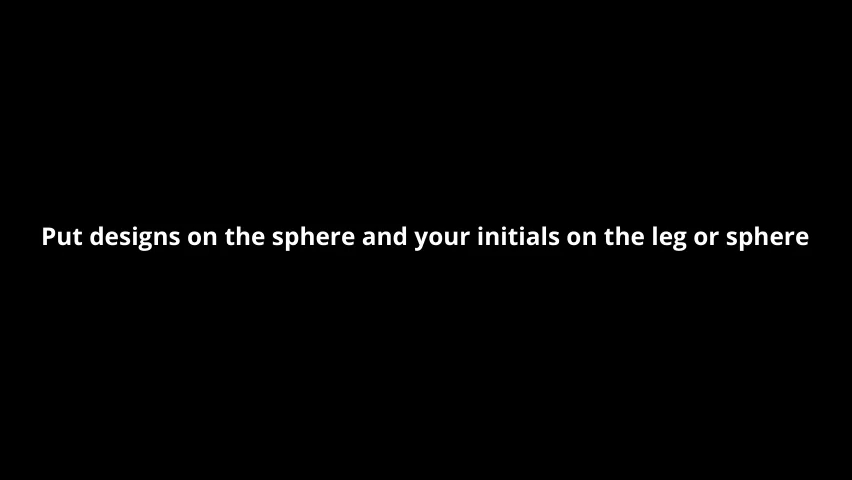 Put designs on the sphere and your initials on the leg or sphere